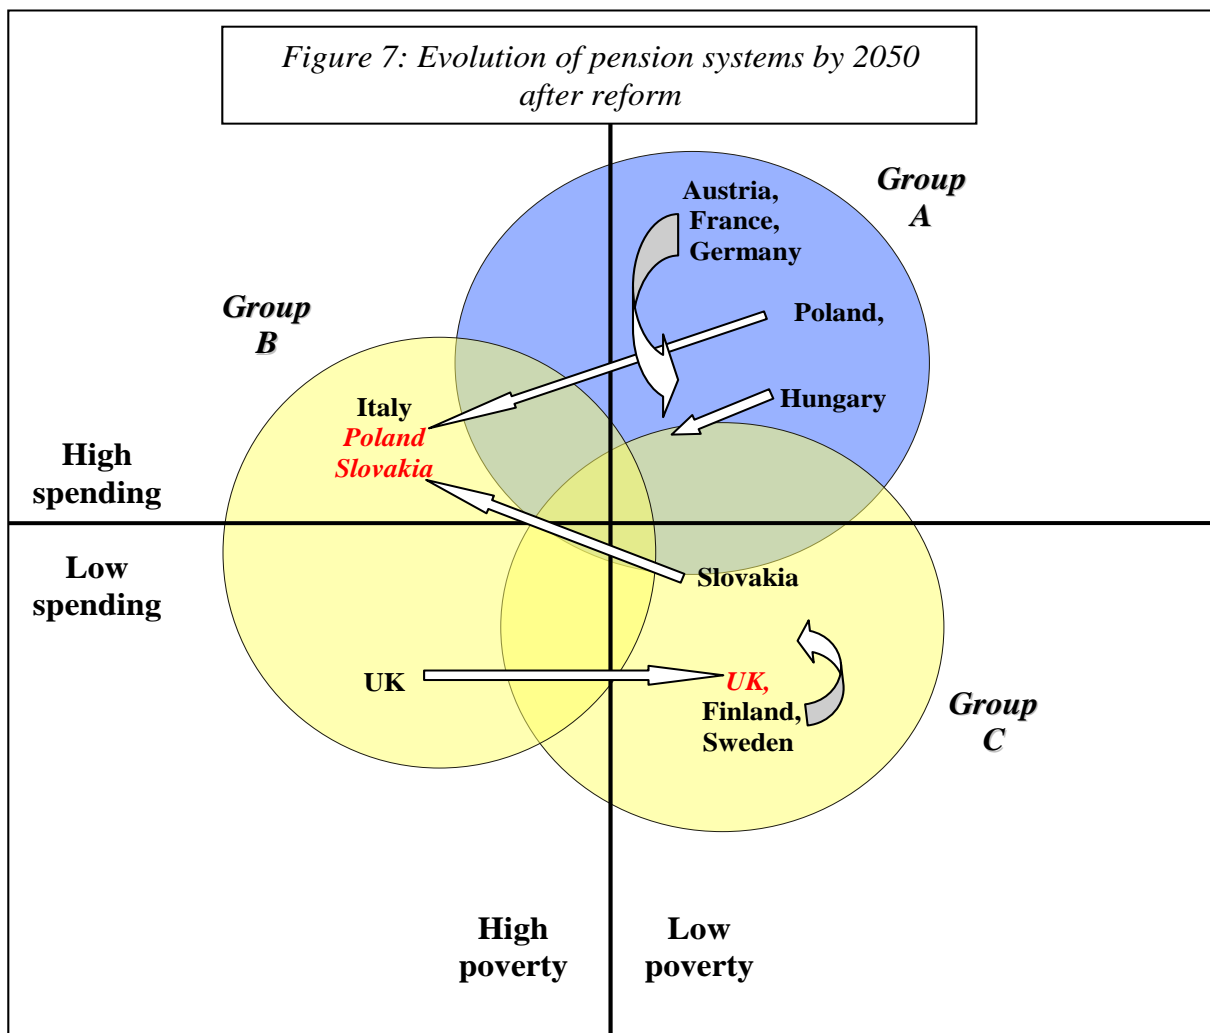 Figure 7: Evolution of pension systems by 2050
after reform
Group
A
Austria,
France,
Germany
Group
B
Poland,
Italy
Poland
Slovakia
Hungary
High
spending
Low
spending
Slovakia
UK
UK,
Finland,
Sweden
Group
C
High
poverty
Low
poverty